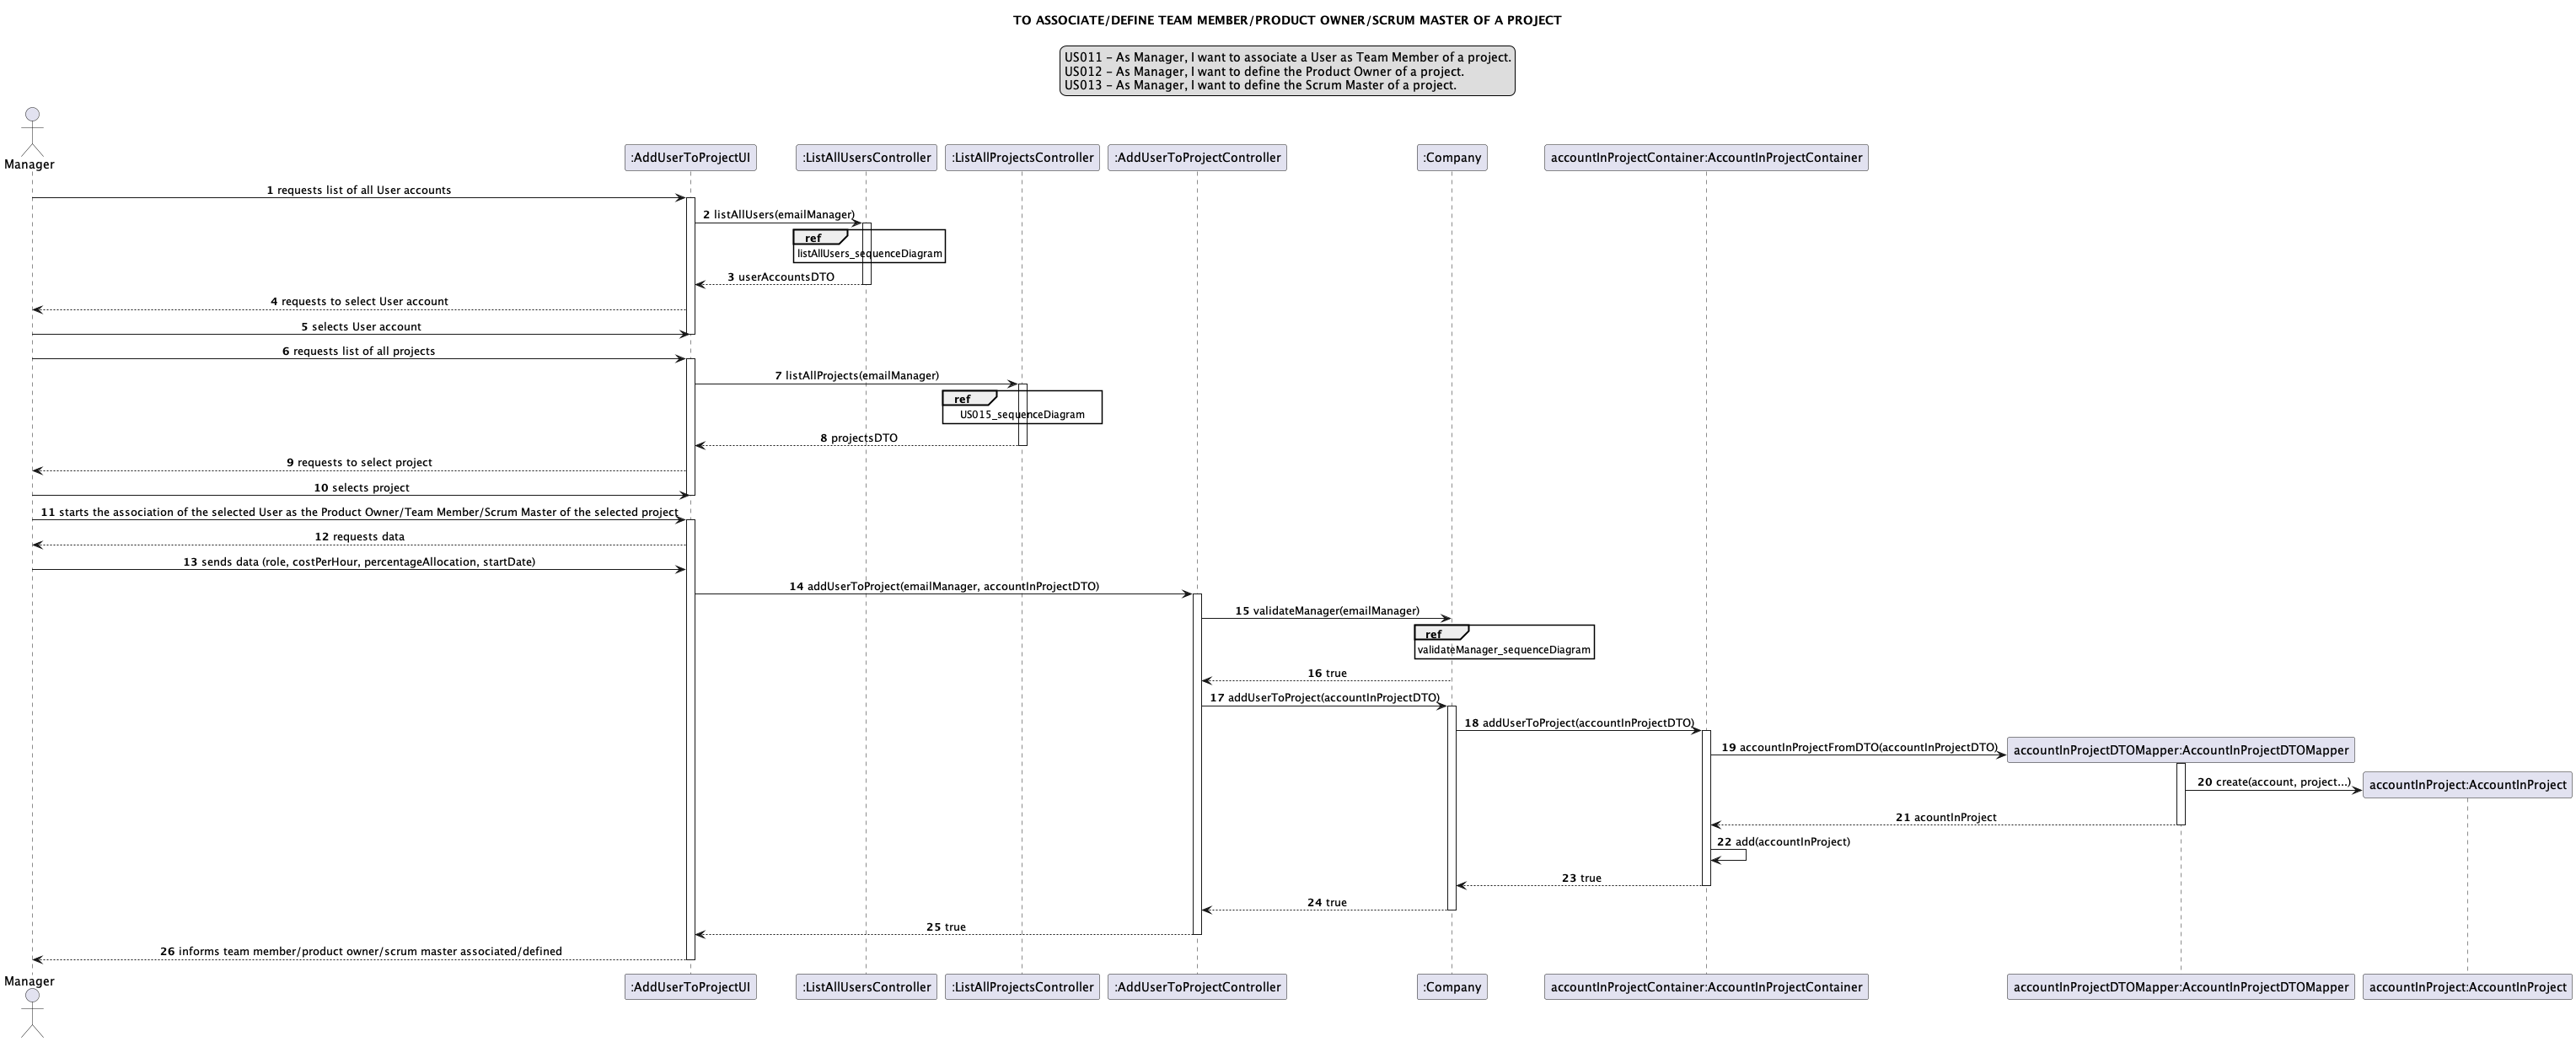 TO ASSOCIATE/DEFINE TEAM MEMBER/PRODUCT OWNER/SCRUM MASTER OF A PROJECT
US011 - As Manager, I want to associate a User as Team Member of a project.
US012 - As Manager, I want to define the Product Owner of a project.
US013 - As Manager, I want to define the Scrum Master of a project.
Manager
:AddUserToProjectUI
:ListAllUsersController
:ListAllProjectsController
:AddUserToProjectController
:Company
accountInProjectContainer:AccountInProjectContainer
1 requests list of all User accounts
2 listAllUsers(emailManager)
ref
listAllUsers_sequenceDiagram
3 userAccountsDTO
4 requests to select User account
5 selects User account
6 requests list of all projects
7 listAllProjects(emailManager)
ref
US015_sequenceDiagram
8 projectsDTO
9 requests to select project
10 selects project
11 starts the association of the selected User as the Product Owner/Team Member/Scrum Master of the selected project
12 requests data
13 sends data (role, costPerHour, percentageAllocation, startDate)
14 addUserToProject(emailManager, accountInProjectDTO)
15 validateManager(emailManager)
ref
validateManager_sequenceDiagram
16 true
17 addUserToProject(accountInProjectDTO)
18 addUserToProject(accountInProjectDTO)
19 accountInProjectFromDTO(accountInProjectDTO)
accountInProjectDTOMapper:AccountInProjectDTOMapper
20 create(account, project...)
accountInProject:AccountInProject
21 acountInProject
22 add(accountInProject)
23 true
24 true
25 true
26 informs team member/product owner/scrum master associated/defined
Manager
:AddUserToProjectUI
:ListAllUsersController
:ListAllProjectsController
:AddUserToProjectController
:Company
accountInProjectContainer:AccountInProjectContainer
accountInProjectDTOMapper:AccountInProjectDTOMapper
accountInProject:AccountInProject